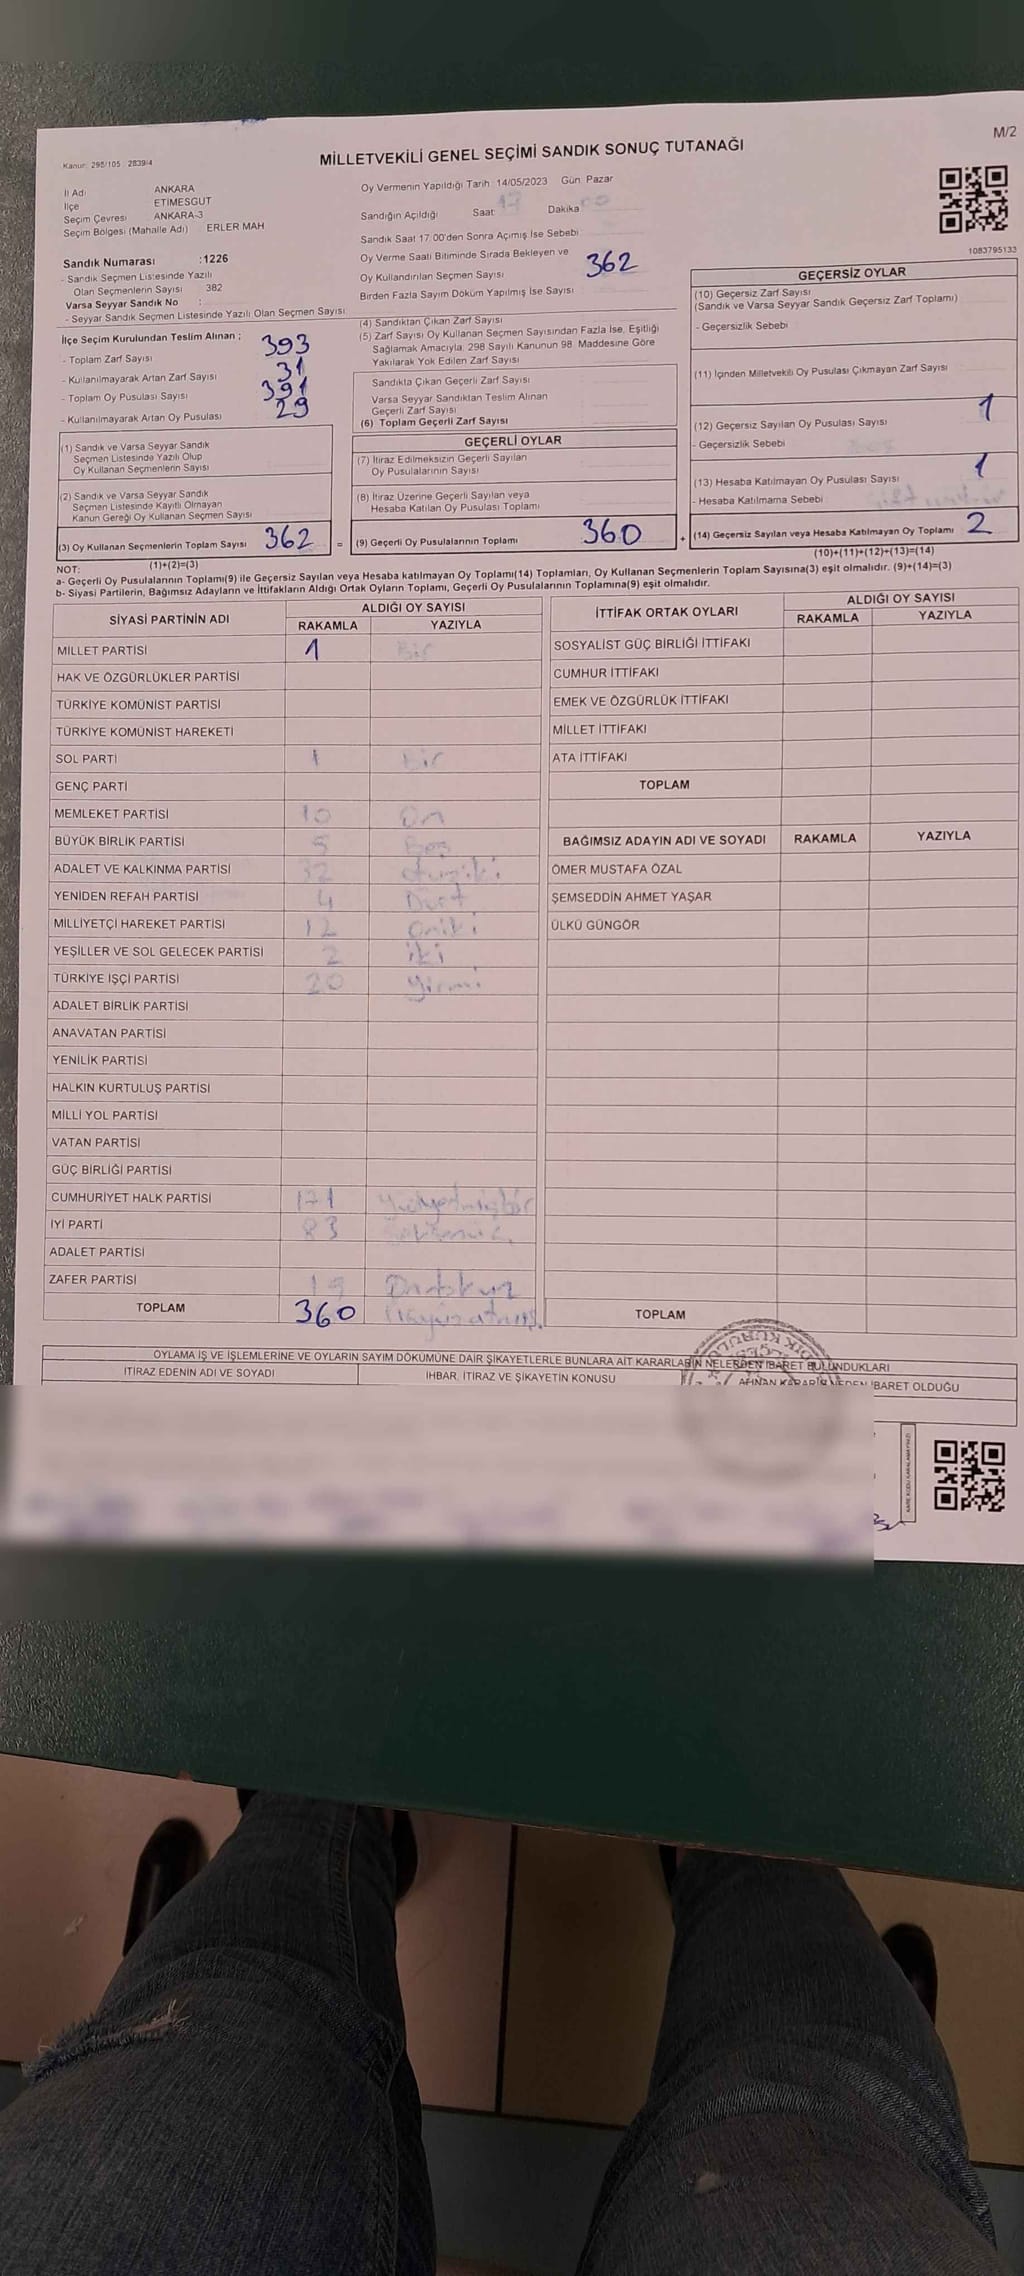 M/2
Kanun: 298/105 2839/4
MİLLETVEKİLİ GENEL SEÇİMİ SANDIK SONUÇ TUTANAĞI
İl Adı ANKARA
İlçe ETİMESGUT
Seçim Çevresi ANKARA-3
Seçim Bölgesi (Mahalle Adı) ERLER MAH
Sandık Numarası :1226
- Sandık Seçmen Listesinde Yazılı
Olan Seçmenlerin Sayısı 382
Varsa Seyyar Sandık No :
- Seyyar Sandık Seçmen Listesinde Yazılı Olan Seçmen Sayısı
Oy Vermenin Yapıldığı Tarih 14/05/2023 Gün Pazar
Sandığın Açıldığı Saat 17 Dakika 00
Sandık Saat 17:00'den Sonra Açımış İse Sebebi
Oy Verme Saati Bitiminde Sırada Bekleyen ve
Oy Kullandırılan Seçmen Sayısı 362
Birden Fazla Sayım Döküm Yapılmış İse Sayısı
1083795133
İlçe Seçim Kurulundan Teslim Alınan ;
- Toplam Zarf Sayısı 393
- Kullanılmayarak Artan Zarf Sayısı 31
- Toplam Oy Pusulası Sayısı 391
- Kullanılmayarak Artan Oy Pusulası 29
(1) Sandık ve Varsa Seyyar Sandık
Seçmen Listesinde Yazılı Olup
Oy Kullanan Seçmenlerin Sayısı
(2) Sandık ve Varsa Seyyar Sandık
Seçmen Listesinde Kayıtlı Olmayan
Kanun Gereği Oy Kullanan Seçmen Sayısı
(3) Oy Kullanan Seçmenlerin Toplam Sayısı 362 =
(1)+(2)=(3)
(4) Sandıktan Çıkan Zarf Sayısı
(5) Zarf Sayısı Oy Kullanan Seçmen Sayısından Fazla İse, Eşitliği
Sağlamak Amacıyla, 298 Sayılı Kanunun 98. Maddesine Göre
Yakılarak Yok Edilen Zarf Sayısı
Sandıkta Çıkan Geçerli Zarf Sayısı
Varsa Seyyar Sandıktan Teslim Alınan
Geçerli Zarf Sayısı
(6) Toplam Geçerli Zarf Sayısı
GEÇERLİ OYLAR
(7) İtiraz Edilmeksizin Geçerli Sayılan
Oy Pusulalarının Sayısı
(8) İtiraz Üzerine Geçerli Sayılan veya
Hesaba Katılan Oy Pusulası Toplamı
(9) Geçerli Oy Pusulalarının Toplamı 360 +
GEÇERSİZ OYLAR
(10) Geçersiz Zarf Sayısı
(Sandık ve Varsa Seyyar Sandık Geçersiz Zarf Toplamı)
- Geçersizlik Sebebi
(11) İçinden Milletvekili Oy Pusulası Çıkmayan Zarf Sayısı
(12) Geçersiz Sayılan Oy Pusulası Sayısı 1
- Geçersizlik Sebebi
(13) Hesaba Katılmayan Oy Pusulası Sayısı 1
- Hesaba Katılmama Sebebi
(14) Geçersiz Sayılan veya Hesaba Katılmayan Oy Toplamı 2
(10)+(11)+(12)+(13)=(14)
NOT:
a- Geçerli Oy Pusulalarının Toplamı(9) ile Geçersiz Sayılan veya Hesaba katılmayan Oy Toplamı(14) Toplamları, Oy Kullanan Seçmenlerin Toplam Sayısına(3) eşit olmalıdır. (9)+(14)=(3)
b- Siyasi Partilerin, Bağımsız Adayların ve İttifakların Aldığı Ortak Oyların Toplamı, Geçerli Oy Pusulalarının Toplamına(9) eşit olmalıdır.
SİYASİ PARTİNİN ADI ALDIĞI OY SAYISI
RAKAMLA YAZIYLA
MİLLET PARTİSİ 1 Bir
HAK VE ÖZGÜRLÜKLER PARTİSİ
TÜRKİYE KOMÜNİST PARTİSİ
TÜRKİYE KOMÜNİST HAREKETİ
SOL PARTİ 1 Bir
GENÇ PARTİ
MEMLEKET PARTİSİ 10 On
BÜYÜK BİRLİK PARTİSİ 5 Beş
ADALET VE KALKINMA PARTİSİ 32 otuziki
YENİDEN REFAH PARTİSİ 4 Dört
MİLLİYETÇİ HAREKET PARTİSİ 12 Oniki
YEŞİLLER VE SOL GELECEK PARTİSİ 2 iki
TÜRKİYE İŞÇİ PARTİSİ 20 yirmi
ADALET BİRLİK PARTİSİ
ANAVATAN PARTİSİ
YENİLİK PARTİSİ
HALKIN KURTULUŞ PARTİSİ
MİLLİ YOL PARTİSİ
VATAN PARTİSİ
GÜÇ BİRLİĞİ PARTİSİ
CUMHURİYET HALK PARTİSİ 171 Yüzyetmişbir
İYİ PARTİ 83 Seksenüç
ADALET PARTİSİ
ZAFER PARTİSİ 19 Ondokuz
TOPLAM 360 Üçyüzatmış
İTTİFAK ORTAK OYLARI ALDIĞI OY SAYISI
RAKAMLA YAZIYLA
SOSYALİST GÜÇ BİRLİĞİ İTTİFAKI
CUMHUR İTTİFAKI
EMEK VE ÖZGÜRLÜK İTTİFAKI
MİLLET İTTİFAKI
ATA İTTİFAKI
TOPLAM
BAĞIMSIZ ADAYIN ADI VE SOYADI RAKAMLA YAZIYLA
ÖMER MUSTAFA ÖZAL
ŞEMSEDDİN AHMET YAŞAR
ÜLKÜ GÜNGÖR
TOPLAM
OYLAMA İŞ VE İŞLEMLERİNE VE OYLARIN SAYIM DÖKÜMÜNE DAİR ŞİKAYETLERLE BUNLARA AİT KARARLARIN NELERDEN İBARET BULUNDUKLARI
İTİRAZ EDENİN ADI VE SOYADI İHBAR, İTİRAZ VE ŞİKAYETİN KONUSU ALINAN KARARIN NEDEN İBARET OLDUĞU
KARE KODU KARALAMAYINIZ!